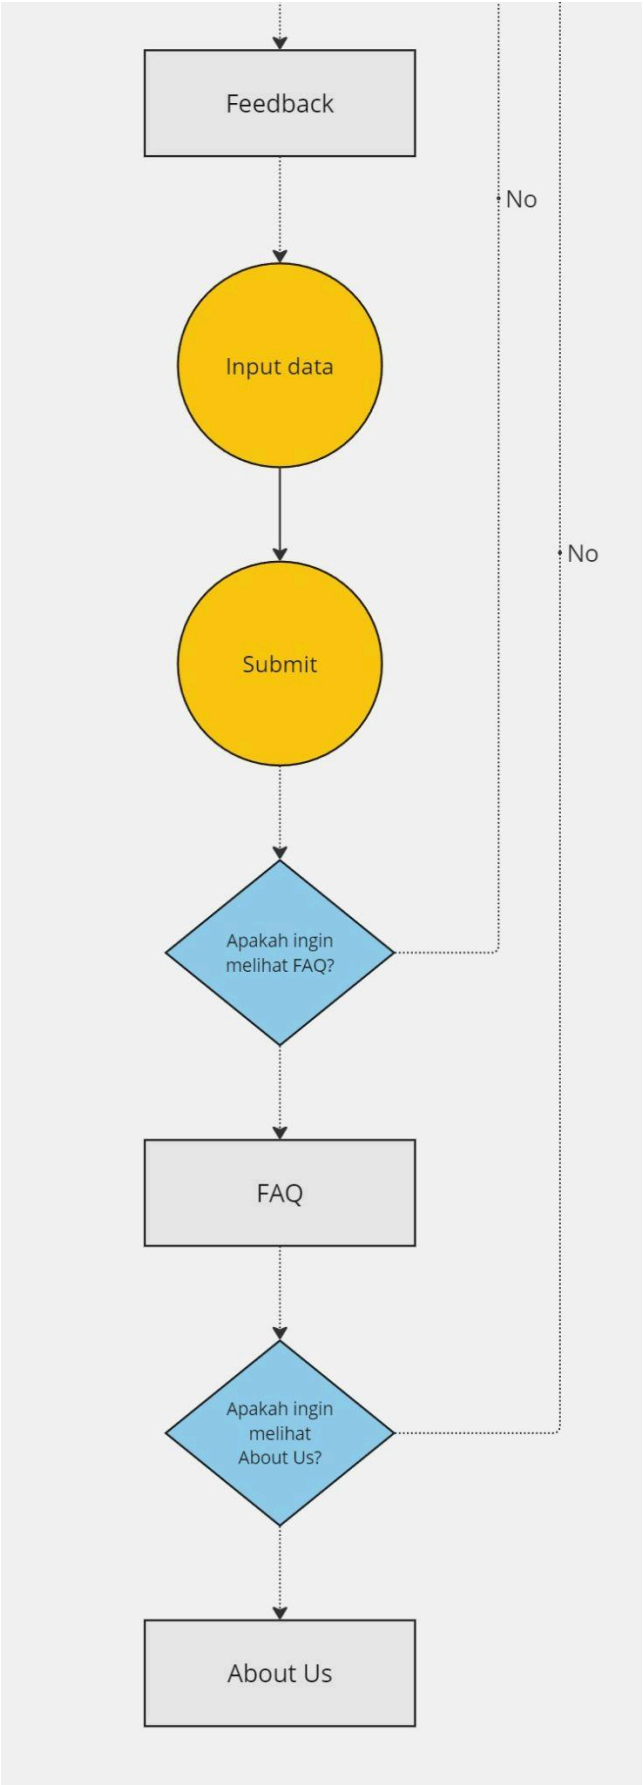 Feedback
No
Input data
No
Submit
Apakah ingin
melihat FAQ?
FAQ
Apakah ingin
melihat
About Us?
About Us